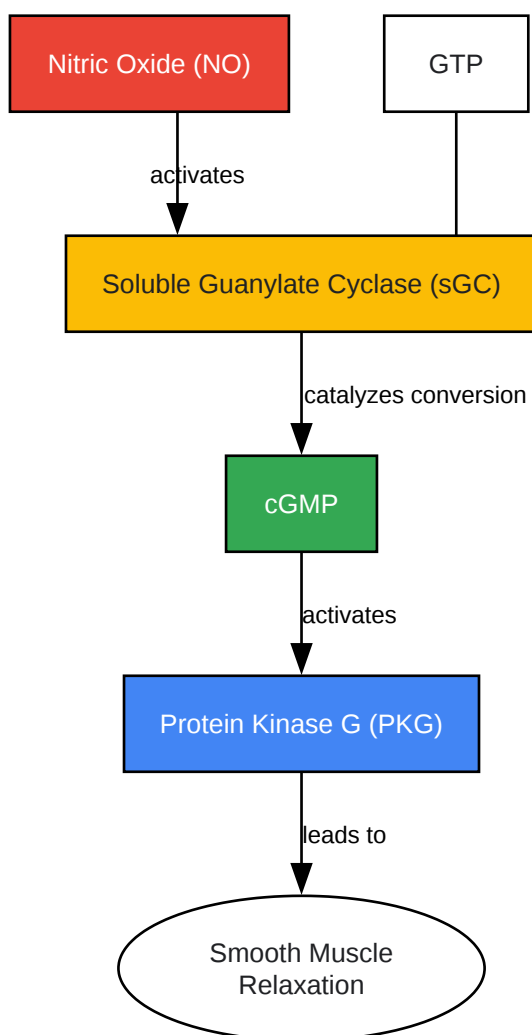 Nitric Oxide (NO)
GTP
activates
Soluble Guanylate Cyclase (sGC)
catalyzes conversion
cGMP
activates
Protein Kinase G (PKG)
leads to
Smooth Muscle
Relaxation